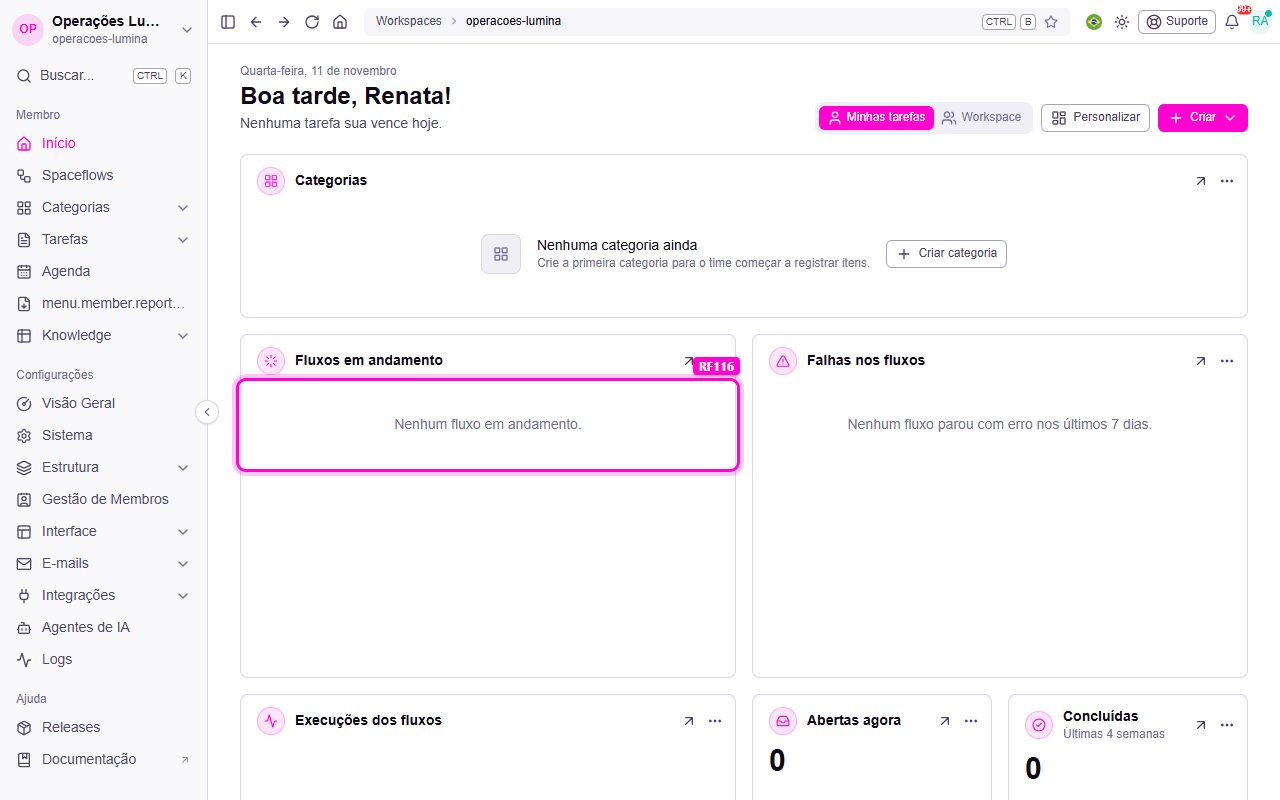 OP
Operações Lu...
operacoes-lumina
Buscar...
CTRL
K
Membro
Início
Spaceflows
Categorias
Tarefas
Agenda
menu.member.report...
Knowledge
Configurações
Visão Geral
Sistema
Estrutura
Gestão de Membros
Interface
E-mails
Integrações
Agentes de IA
Logs
Ajuda
Releases
Documentação
Workspaces
operacoes-lumina
CTRL
B
Suporte
99+
RA
Quarta-feira, 11 de novembro
Boa tarde, Renata!
Nenhuma tarefa sua vence hoje.
Minhas tarefas
Workspace
Personalizar
Criar
Categorias
Nenhuma categoria ainda
Crie a primeira categoria para o time começar a registrar itens.
Criar categoria
Fluxos em andamento
RF116
Nenhum fluxo em andamento.
Falhas nos fluxos
Nenhum fluxo parou com erro nos últimos 7 dias.
Execuções dos fluxos
Abertas agora
0
Concluídas
Últimas 4 semanas
0